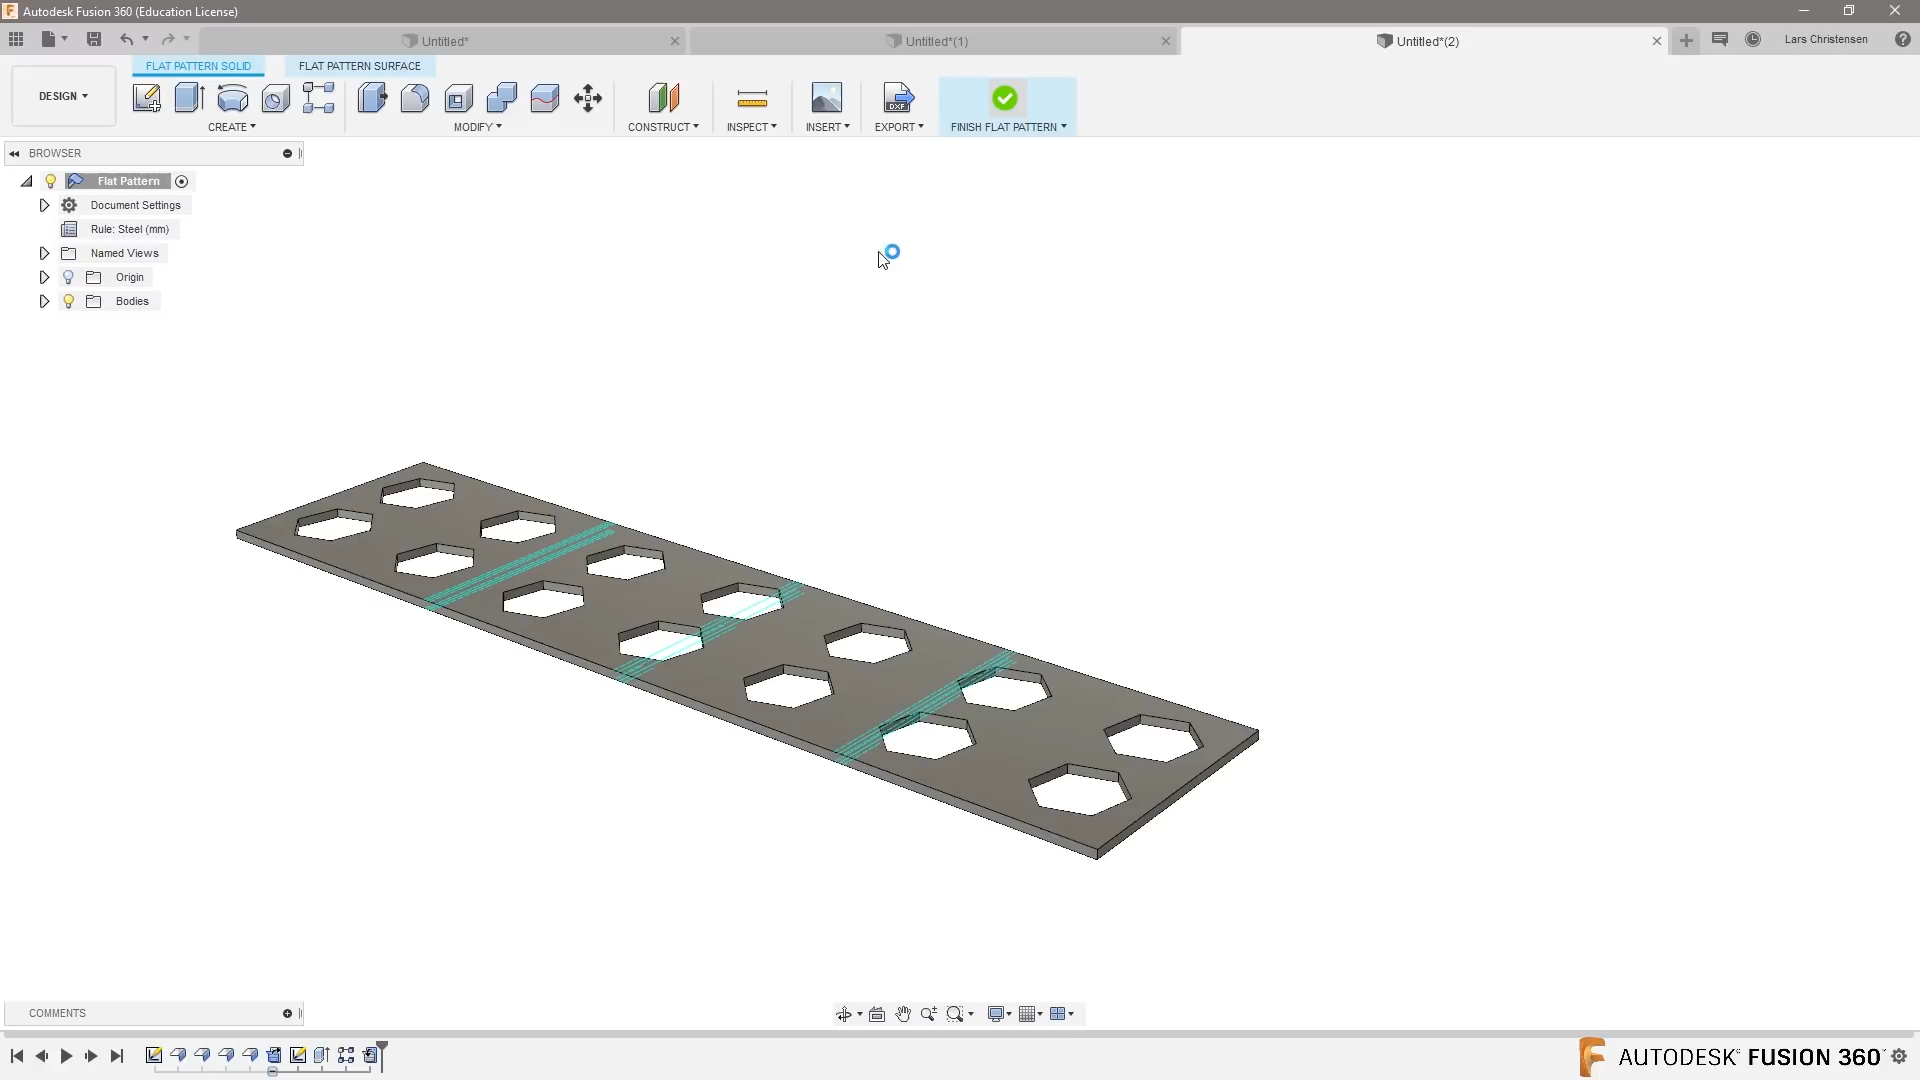 Autodesk Fusion 360 (Education License)
Untitled*
Untitled*(1)
Untitled*(2)
Lars Christensen
FLAT PATTERN SOLID
FLAT PATTERN SURFACE
DESIGN
CREATE
MODIFY
CONSTRUCT
INSPECT
INSERT
DXF
EXPORT
FINISH FLAT PATTERN
BROWSER
Flat Pattern
Document Settings
Rule: Steel (mm)
Named Views
Origin
Bodies
COMMENTS
AUTODESK FUSION 360